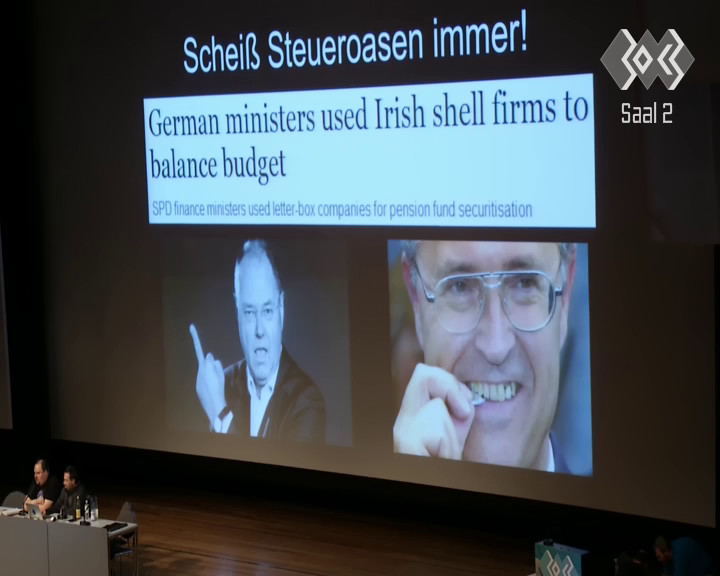 Scheiß Steueroasen immer!
German ministers used Irish shell firms to
balance budget
SPD finance ministers used letter-box companies for pension fund securitisation
Saal 2